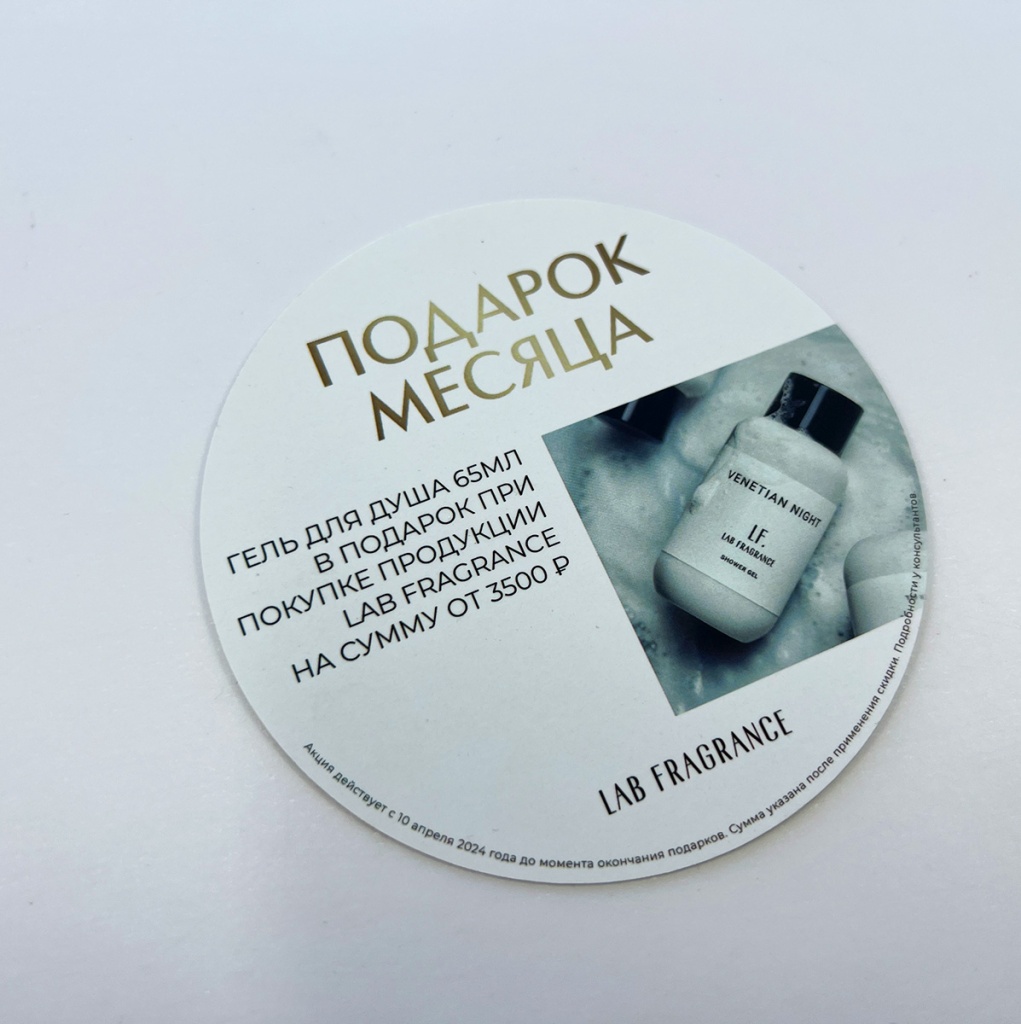 ПОДАРОК
МЕСЯЦА
ГЕЛЬ ДЛЯ ДУША 65МЛ
В ПОДАРОК ПРИ
ПОКУПКЕ ПРОДУКЦИИ
LAB FRAGRANCE
НА СУММУ ОТ 3500 ₽
VENETIAN NIGHT
LF.
LAB FRAGRANCE
SHOWER GEL
LAB FRAGRANCE
Акция действует с 10 апреля 2024 года до момента окончания подарков. Сумма указана после применения скидки. Подробности у консультантов.